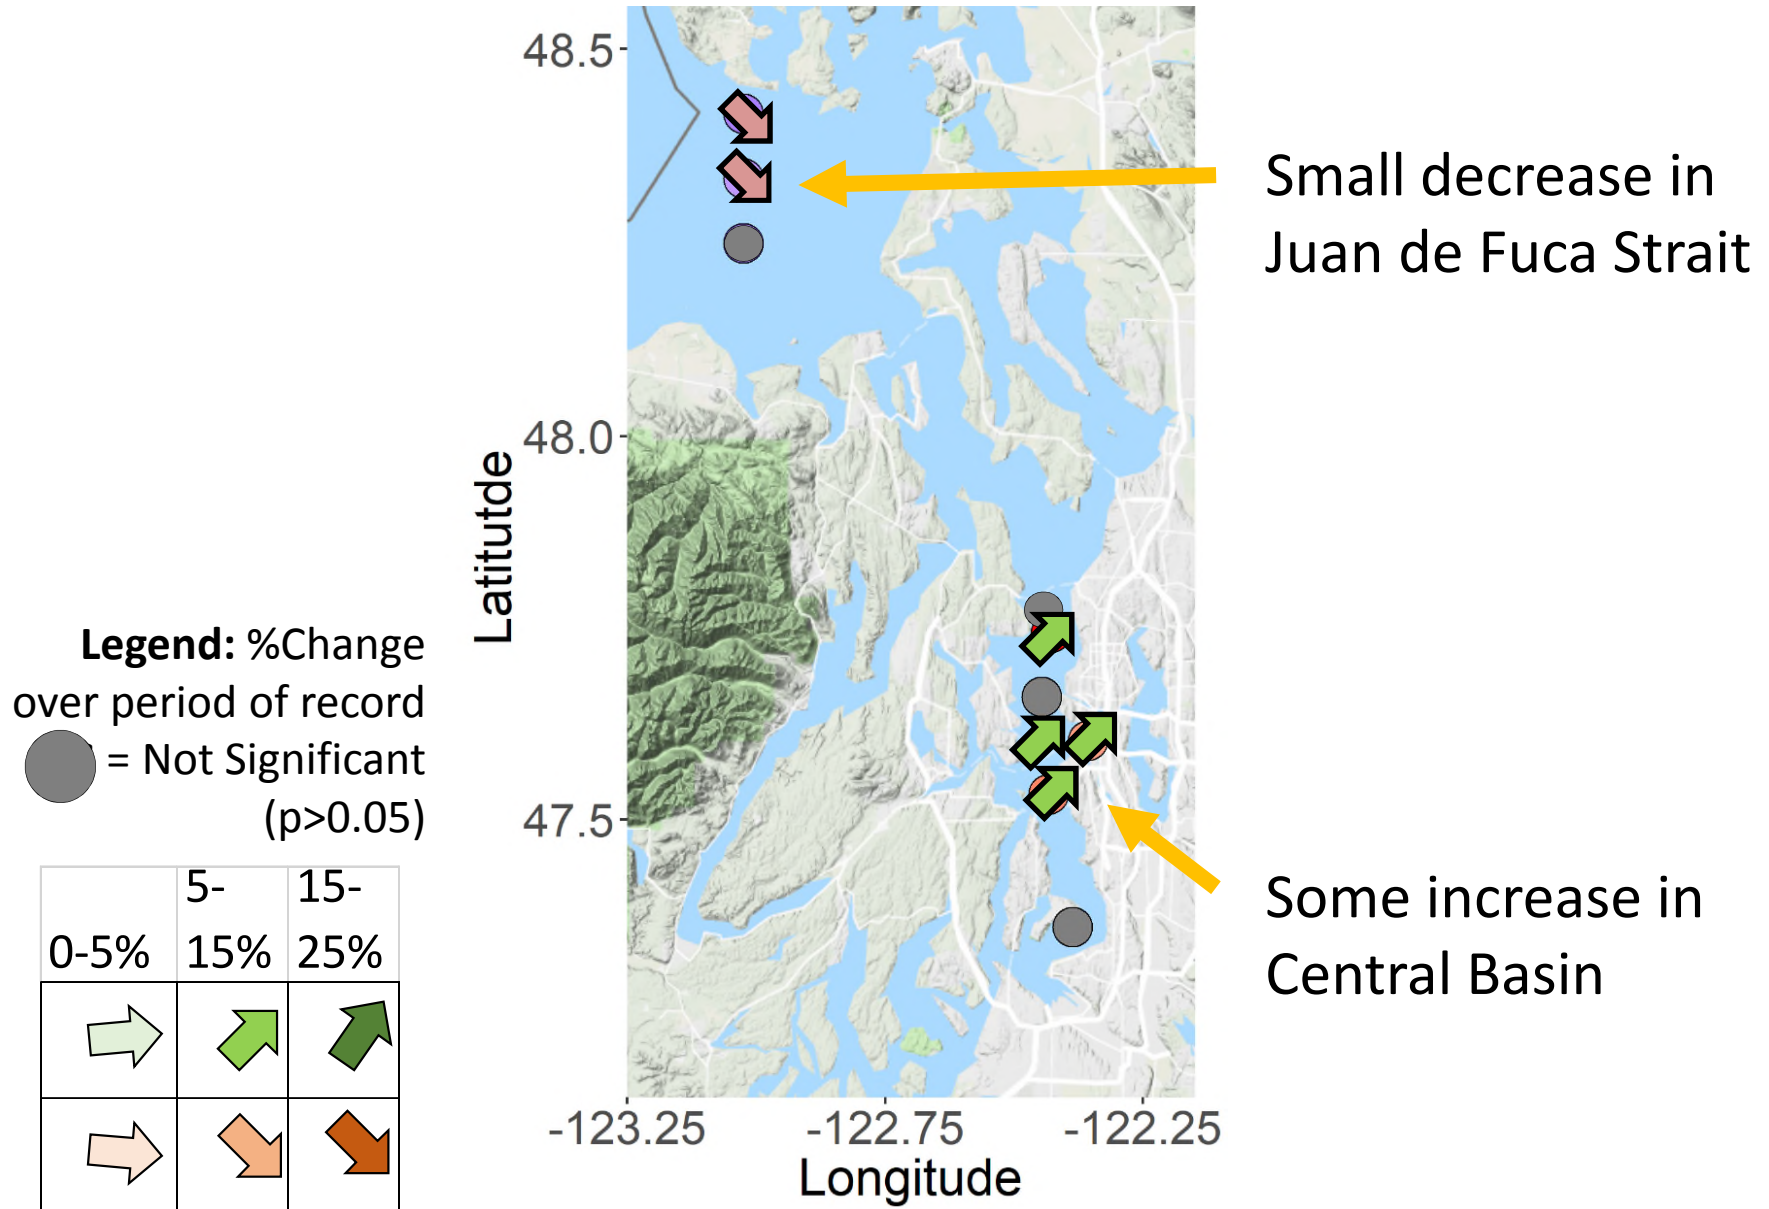 48.5
48.0
47.5
Latitutde
-123.25
-122.75
-122.25
Longitude
Small decrease in
Juan de Fuca Strait
Some increase in
Central Basin
Legend: %Change
over period of record
= Not Significant
(p>0.05)
0-5%
5-
15%
15-
25%